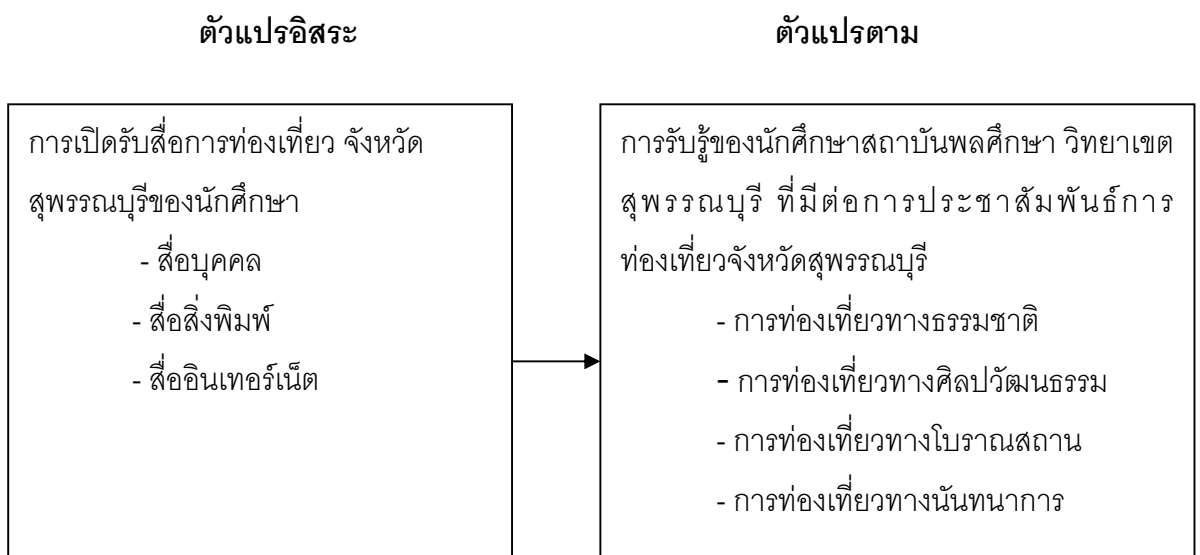 ตัวแปรอิสระ
ตัวแปรตาม
การเปิดรับสื่อการท่องเที่ยว จังหวัด
สุพรรณบุรีของนักศึกษา
- สื่อบุคคล
- สื่อสิ่งพิมพ์
- สื่ออินเทอร์เน็ต
การรับรู้ของนักศึกษาสถาบันพลศึกษา วิทยาเขต
สุพรรณบุรี ที่มีต่อการประชาสัมพันธ์การ
ท่องเที่ยวจังหวัดสุพรรณบุรี
- การท่องเที่ยวทางธรรมชาติ
- การท่องเที่ยวทางศิลปวัฒนธรรม
- การท่องเที่ยวทางโบราณสถาน
- การท่องเที่ยวทางนันทนาการ